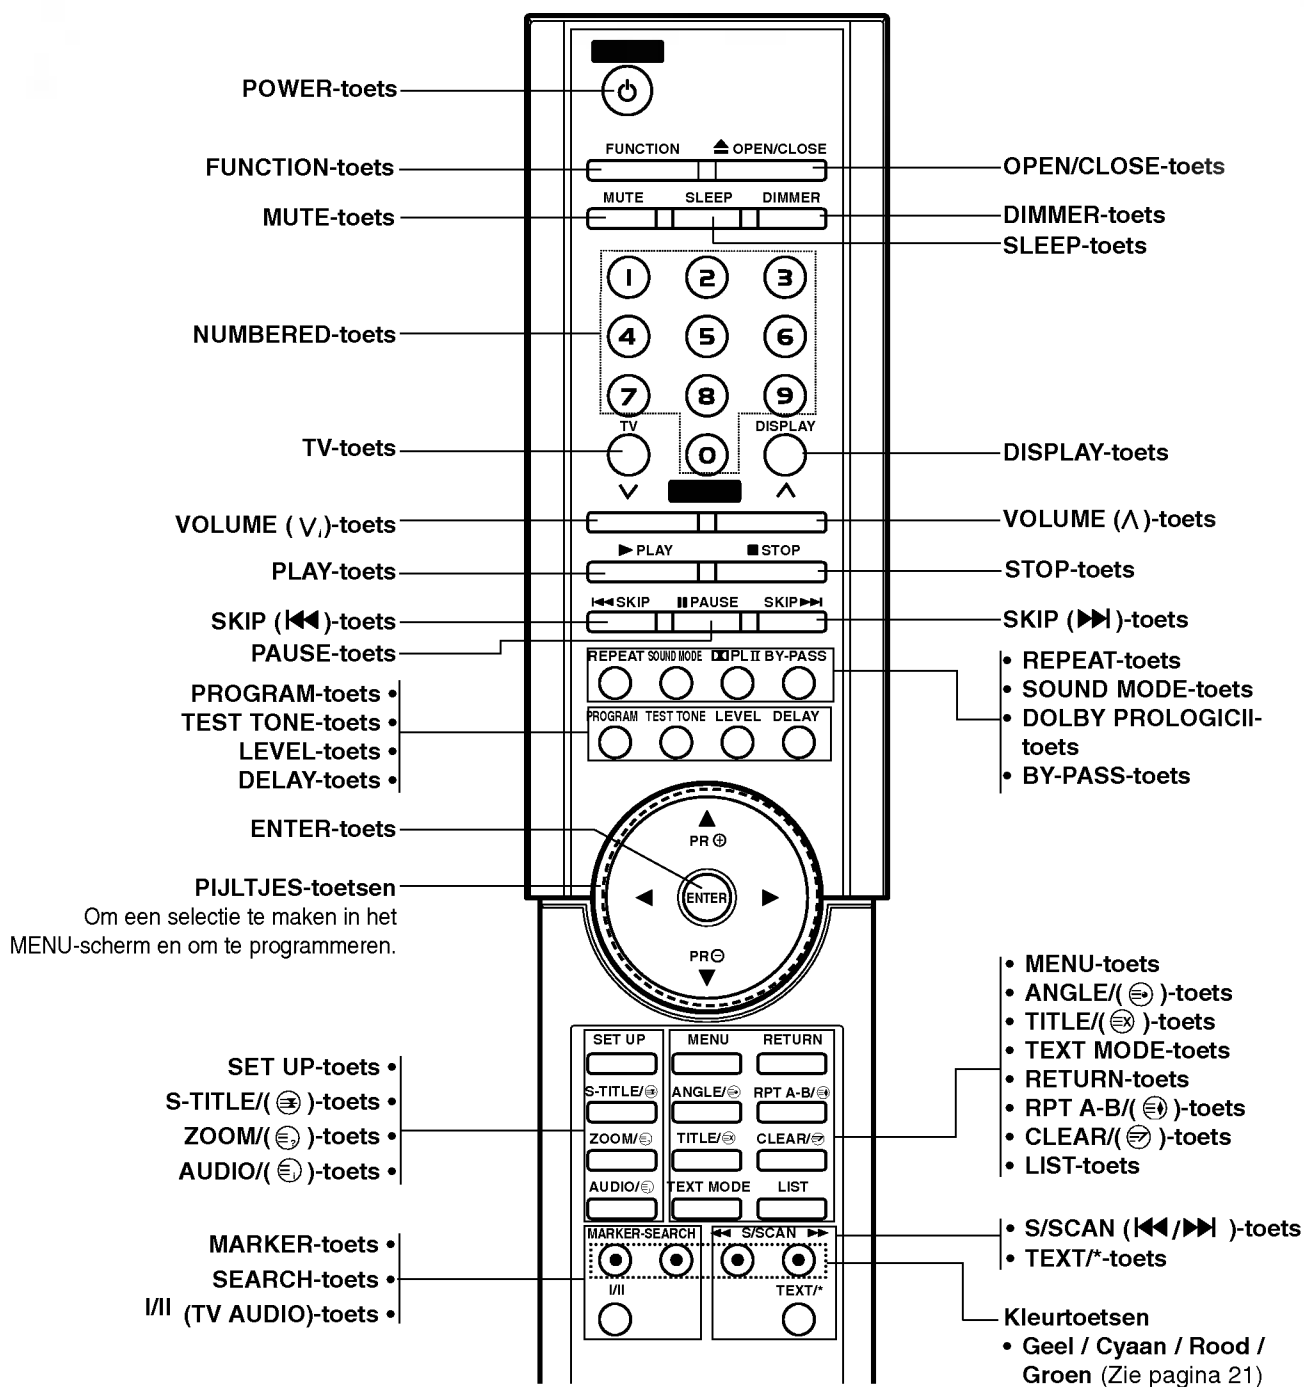 POWER-toets
FUNCTION-toets
MUTE-toets
NUMBERED-toets
TV-toets
VOLUME ( ∨ )-toets
PLAY-toets
SKIP (⏮)-toets
PAUSE-toets
PROGRAM-toets •
TEST TONE-toets •
LEVEL-toets •
DELAY-toets •
ENTER-toets
PIJLTJES-toetsen
Om een selectie te maken in het
MENU-scherm en om te programmeren.
SET UP-toets •
S-TITLE/( )-toets •
ZOOM/( )-toets •
AUDIO/( )-toets •
MARKER-toets •
SEARCH-toets •
I/II (TV AUDIO)-toets •
FUNCTION ⏏ OPEN/CLOSE
MUTE SLEEP DIMMER
1 2 3
4 5 6
7 8 9
TV 0 DISPLAY
∨ ∧
▶ PLAY ■ STOP
⏮ SKIP ⏸ PAUSE SKIP ⏭
REPEAT SOUND MODE PL II BY-PASS
PROGRAM TEST TONE LEVEL DELAY
▲
PR ⊕
◀ ENTER ▶
PR ⊖
▼
SET UP MENU RETURN
S-TITLE/ ANGLE/ RPT A-B/
ZOOM/ TITLE/ CLEAR/
AUDIO/ TEXT MODE LIST
MARKER-SEARCH ◀◀ S/SCAN ▶▶
I/II TEXT/*
OPEN/CLOSE-toets
DIMMER-toets
SLEEP-toets
DISPLAY-toets
VOLUME (∧)-toets
STOP-toets
SKIP (⏭)-toets
• REPEAT-toets
• SOUND MODE-toets
• DOLBY PROLOGICII-
toets
• BY-PASS-toets
• MENU-toets
• ANGLE/( )-toets
• TITLE/( )-toets
• TEXT MODE-toets
• RETURN-toets
• RPT A-B/( )-toets
• CLEAR/( )-toets
• LIST-toets
• S/SCAN (⏮/⏭ )-toets
• TEXT/*-toets
Kleurtoetsen
• Geel / Cyaan / Rood /
Groen (Zie pagina 21)